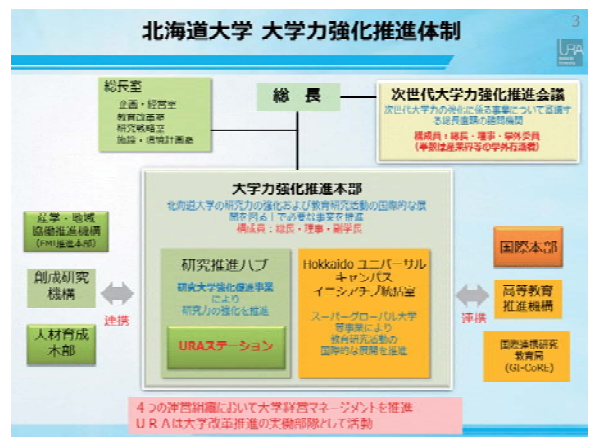 北海道大学 大学力強化推進体制
3
URA
総長室
企画・経営室
教育改革室
研究戦略室
施設・環境計画室
総 長
次世代大学力強化推進会議
次世代大学力の強化に係る事業について審議す
る総長直轄の諮問機関
構成員：総長・理事・学外委員
（半数は産業界等の学外有識者）
大学力強化推進本部
北海道大学の研究力の強化および教育研究活動の国際的な展
開を図る上で必要な事業を推進
構成員：総長・理事・副学長
産学・地域
協働推進機構
（FMI推進本部）
創成研究
機構
人材育成
本部
連携
研究推進ハブ
研究大学強化促進事業
により
研究力の強化を推進
URAステーション
Hokkaido ユニバーサル
キャンパス
イニシアチブ統括室
スーパーグローバル大学
等事業により
教育研究活動の
国際的な展開を推進
連携
国際本部
高等教育
推進機構
国際連携研究
教育局
（GI-CoRE）
４つの運営組織において大学経営マネージメントを推進
ＵＲＡは大学改革推進の実働部隊として活動